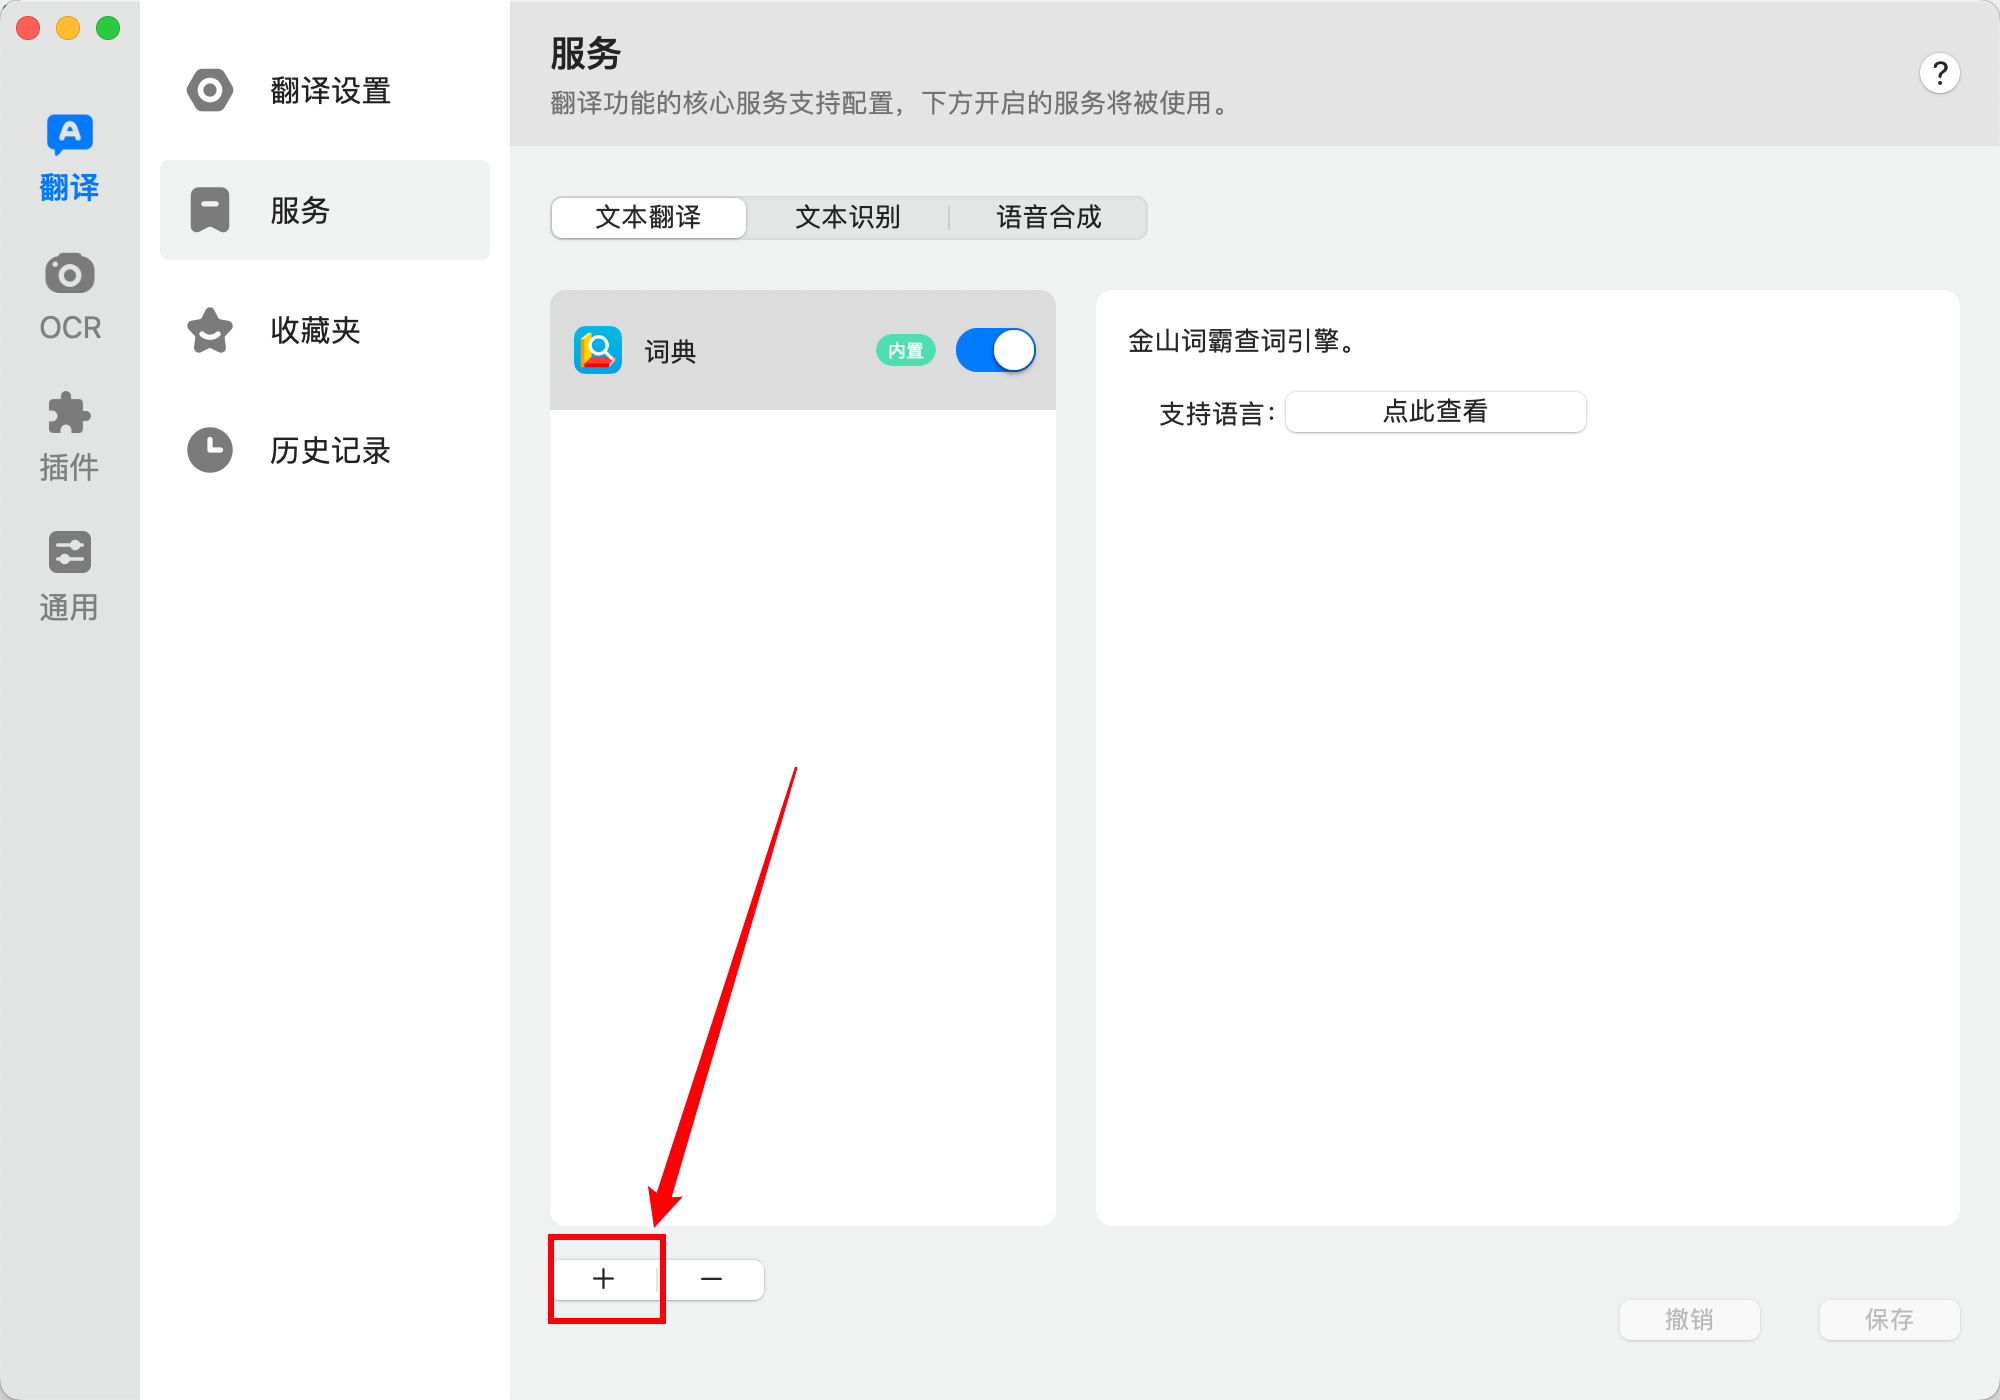 翻译
OCR
插件
通用
翻译设置
服务
收藏夹
历史记录
服务
翻译功能的核心服务支持配置，下方开启的服务将被使用。
?
文本翻译
文本识别
语音合成
词典
内置
金山词霸查词引擎。
支持语言：
点此查看
+
−
撤销
保存